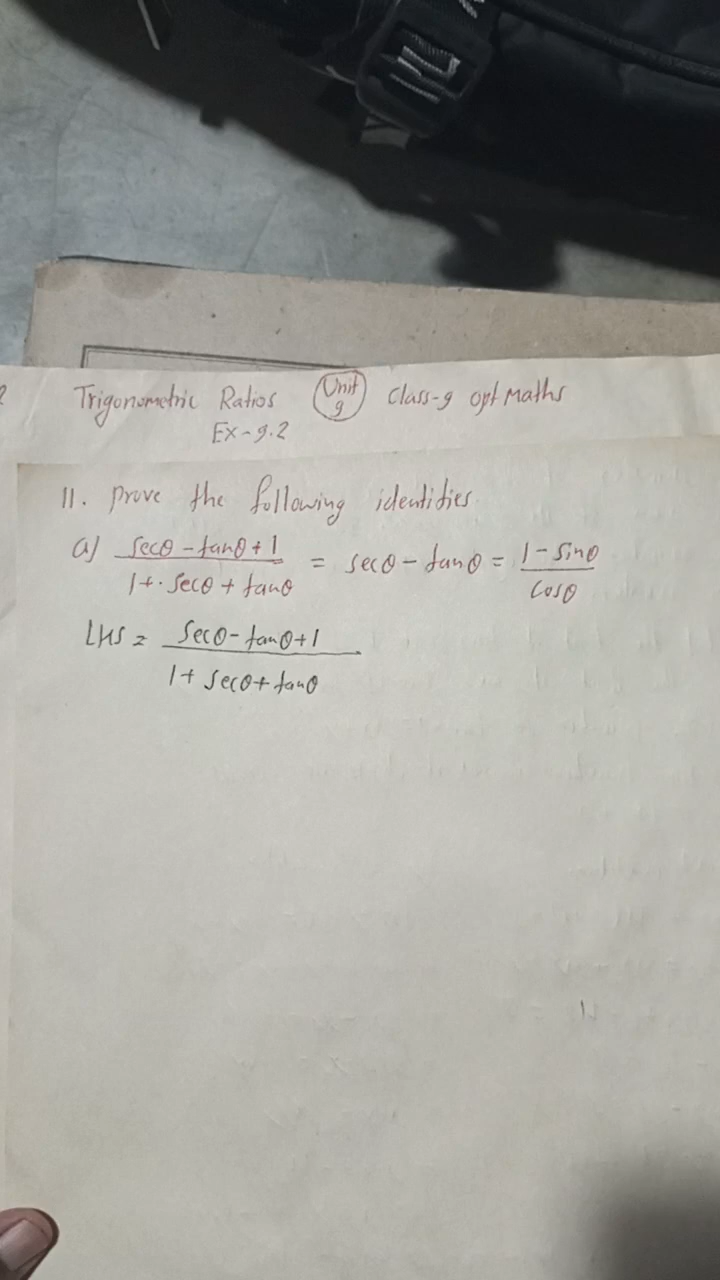 Trigonometric Ratios Unit 9 Class-9 opt Maths
Ex-9.2
11. prove the following identities
a) secθ - tanθ + 1 / 1 + secθ + tanθ = secθ - tanθ = 1 - sinθ / cosθ
LHS = secθ - tanθ + 1 / 1 + secθ + tanθ